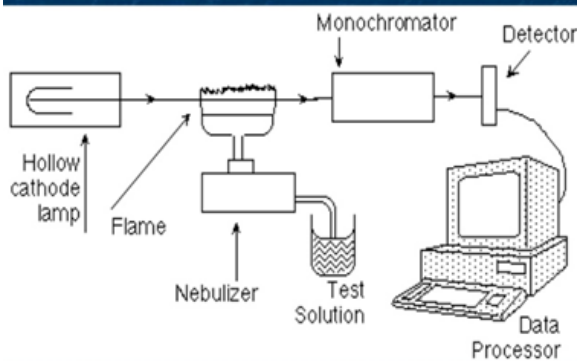 Monochromator
Detector
Hollow
cathode
lamp
Flame
Nebulizer
Test
Solution
Data
Processor